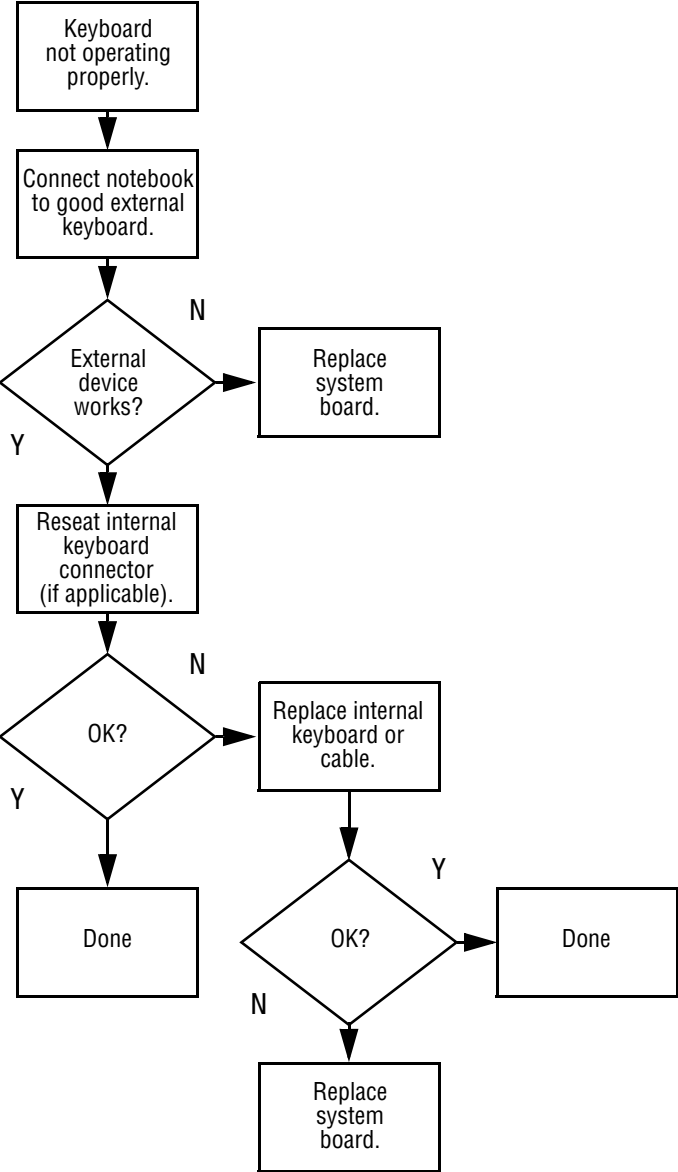 Keyboard
not operating
properly.
Connect notebook
to good external
keyboard.
N
External
device
works?
Replace
system
board.
Y
Reseat internal
keyboard
connector
(if applicable).
N
OK?
Replace internal
keyboard or
cable.
Y
Y
Done
OK?
Done
N
Replace
system
board.